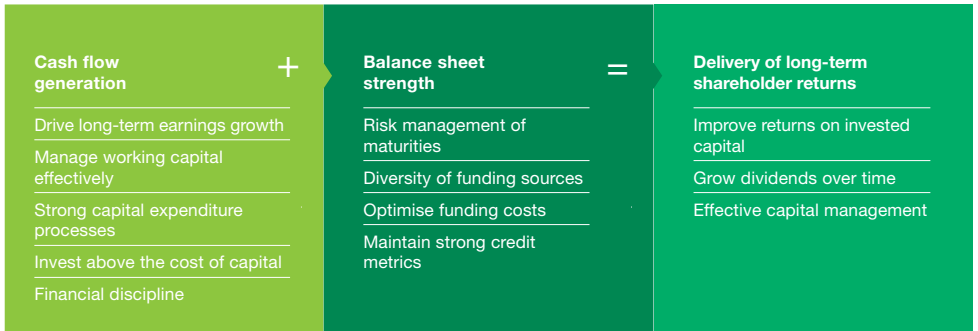 Cash flow
generation
+
Drive long-term earnings growth
Manage working capital
effectively
Strong capital expenditure
processes
Invest above the cost of capital
Financial discipline
Balance sheet
strength
=
Risk management of
maturities
Diversity of funding sources
Optimise funding costs
Maintain strong credit
metrics
Delivery of long-term
shareholder returns
Improve returns on invested
capital
Grow dividends over time
Effective capital management